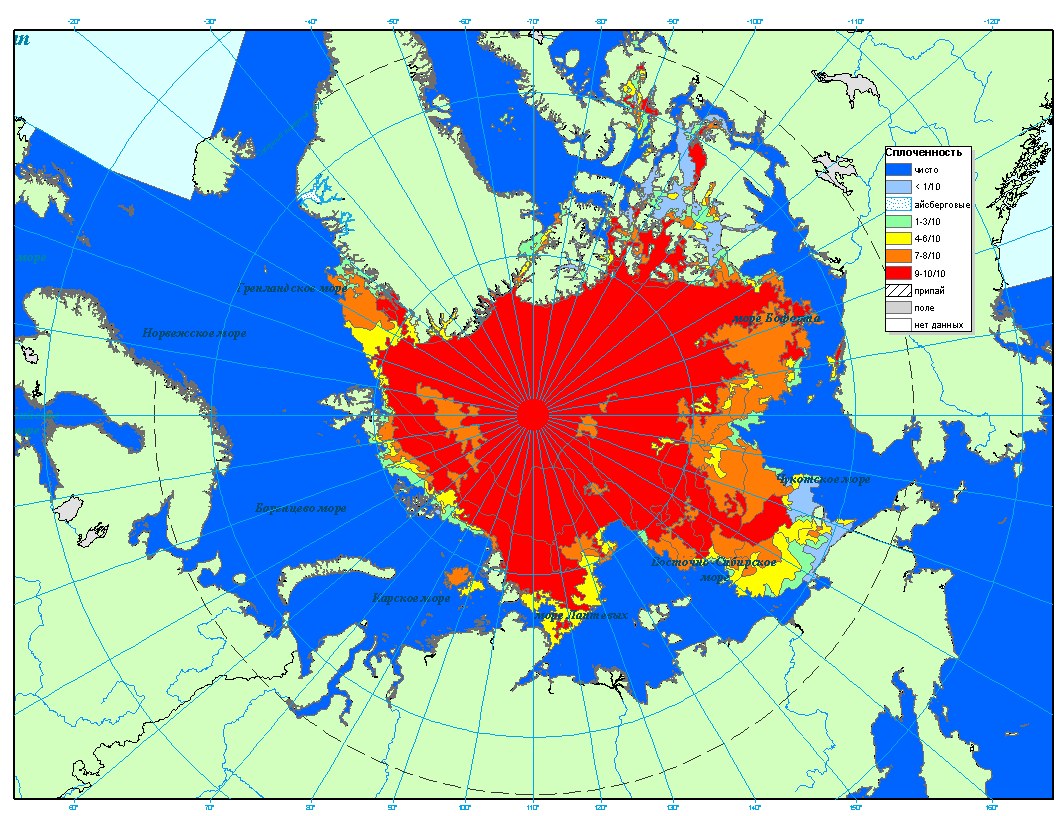 -20° -30° -40° -50° -60° -70° -80° -90° -100° -110° -120°
Сплоченность
чисто
< 1/10
айсберговые
1-3/10
4-6/10
7-8/10
9-10/10
припай
поле
нет данных
море
Гренландское море
море Бофорта
Норвежское море
Чукотское море
Баренцево море
Восточно-Сибирское
море
Карское море
море Лаптевых
60° 70° 80° 90° 100° 110° 120° 130° 140° 150° 160°